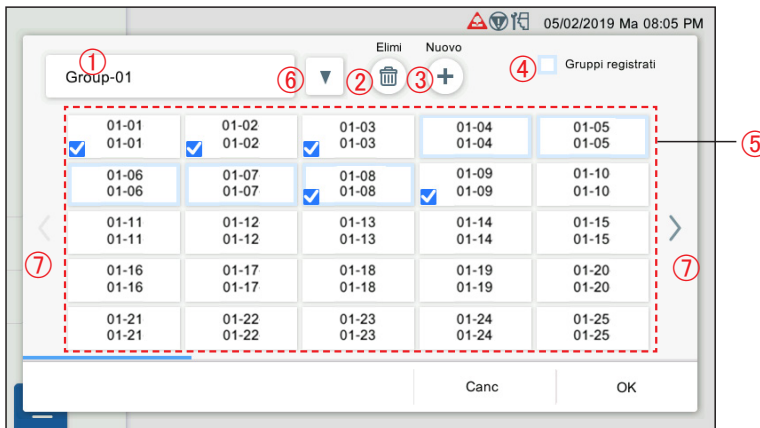 05/02/2019 Ma 08:05 PM
Elimi Nuovo
① Group-01 ⑥ ▼ ② ③ + ④ Gruppi registrati
01-01 01-02 01-03 01-04 01-05
01-01 01-02 01-03 01-04 01-05
⑤
01-06 01-07 01-08 01-09 01-10
01-06 01-07 01-08 01-09 01-10
01-11 01-12 01-13 01-14 01-15
01-11 01-12 01-13 01-14 01-15
⑦ ⑦
01-16 01-17 01-18 01-19 01-20
01-16 01-17 01-18 01-19 01-20
01-21 01-22 01-23 01-24 01-25
01-21 01-22 01-23 01-24 01-25
Canc OK